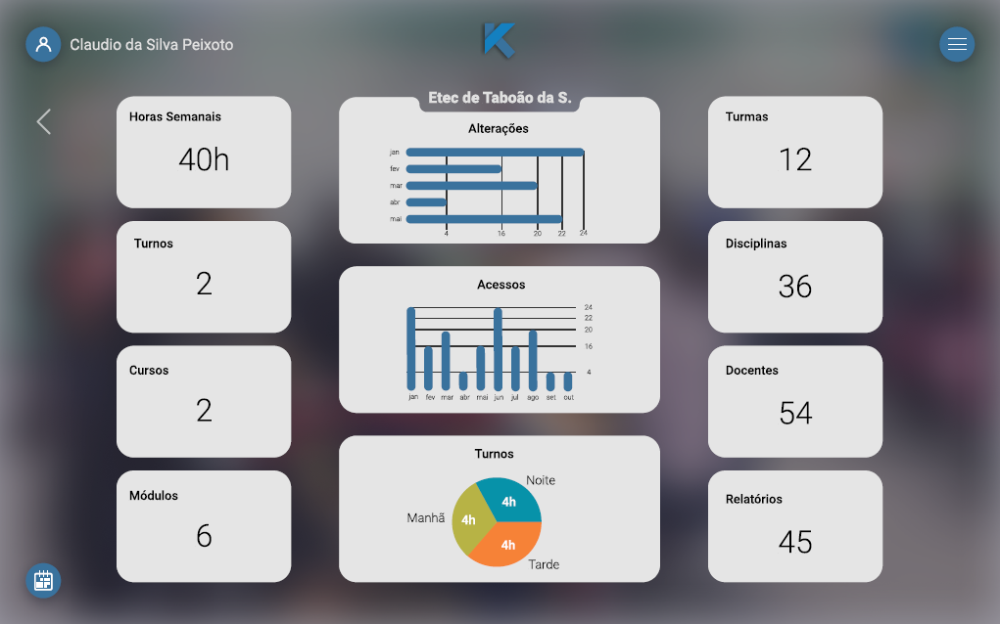 Claudio da Silva Peixoto
Horas Semanais
40h
Turnos
2
Cursos
2
Módulos
6
Etec de Taboão da S.
Alterações
jan
fev
mar
abr
mai
4 16 20 22 24
Acessos
24
22
20
16
4
jan fev mar abr mai jun jul ago set out
Turnos
Noite
4h
Manhã 4h
4h
Tarde
Turmas
12
Disciplinas
36
Docentes
54
Relatórios
45